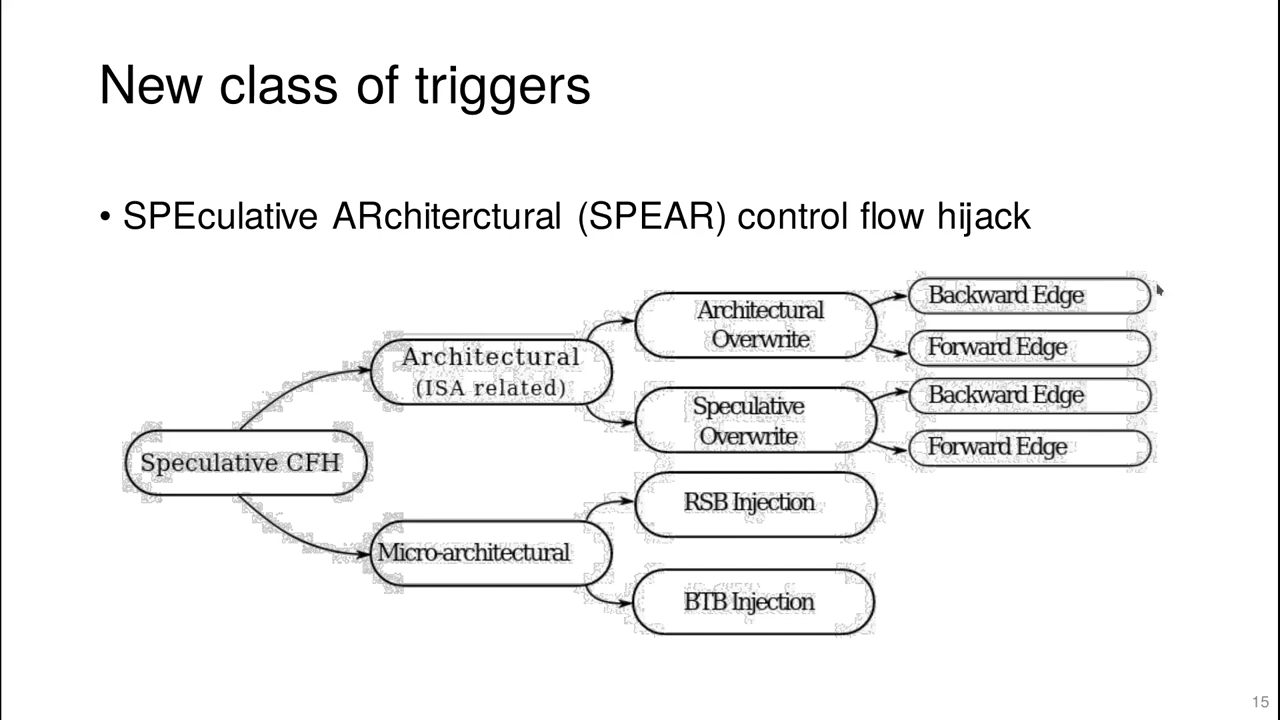 New class of triggers
• SPEculative ARchiterctural (SPEAR) control flow hijack
Backward Edge
Architectural
Overwrite
Forward Edge
Architectural
(ISA related)
Backward Edge
Speculative
Overwrite
Forward Edge
Speculative CFH
RSB Injection
Micro-architectural
BTB Injection
15